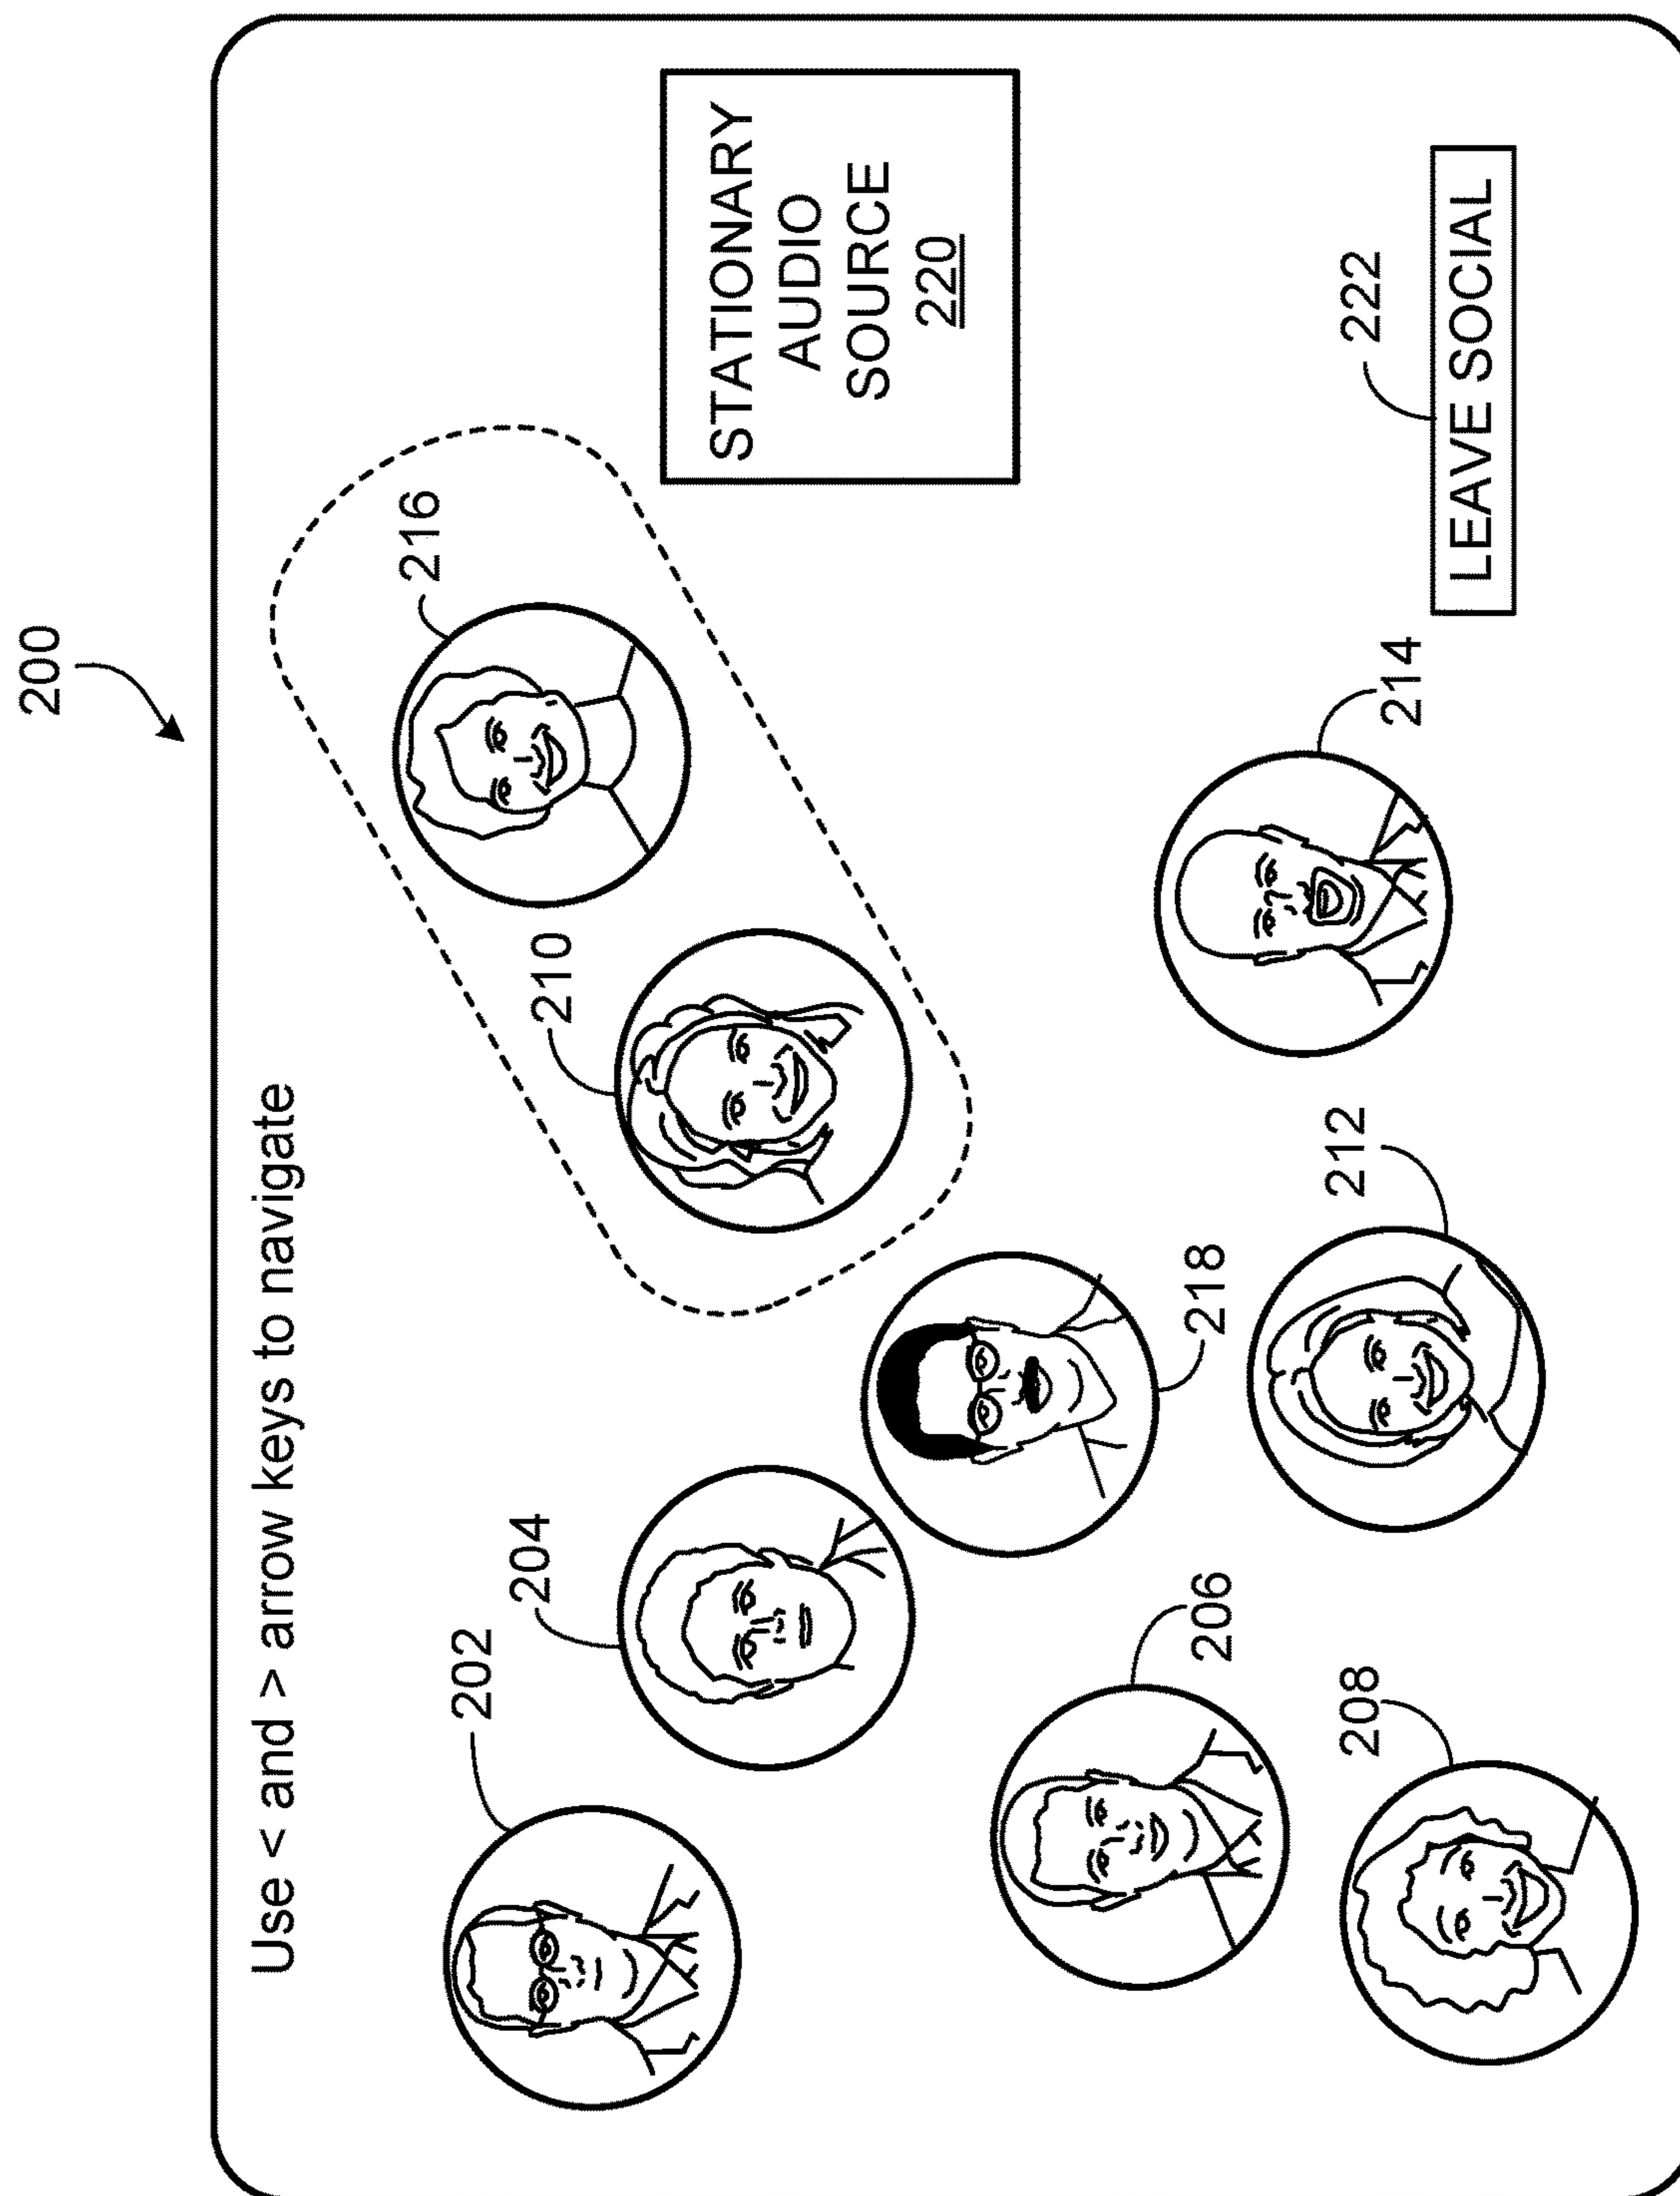 200
Use < and > arrow keys to navigate
216
210
202
204
STATIONARY
AUDIO
SOURCE
220
218
206
212
214
208
222
LEAVE SOCIAL